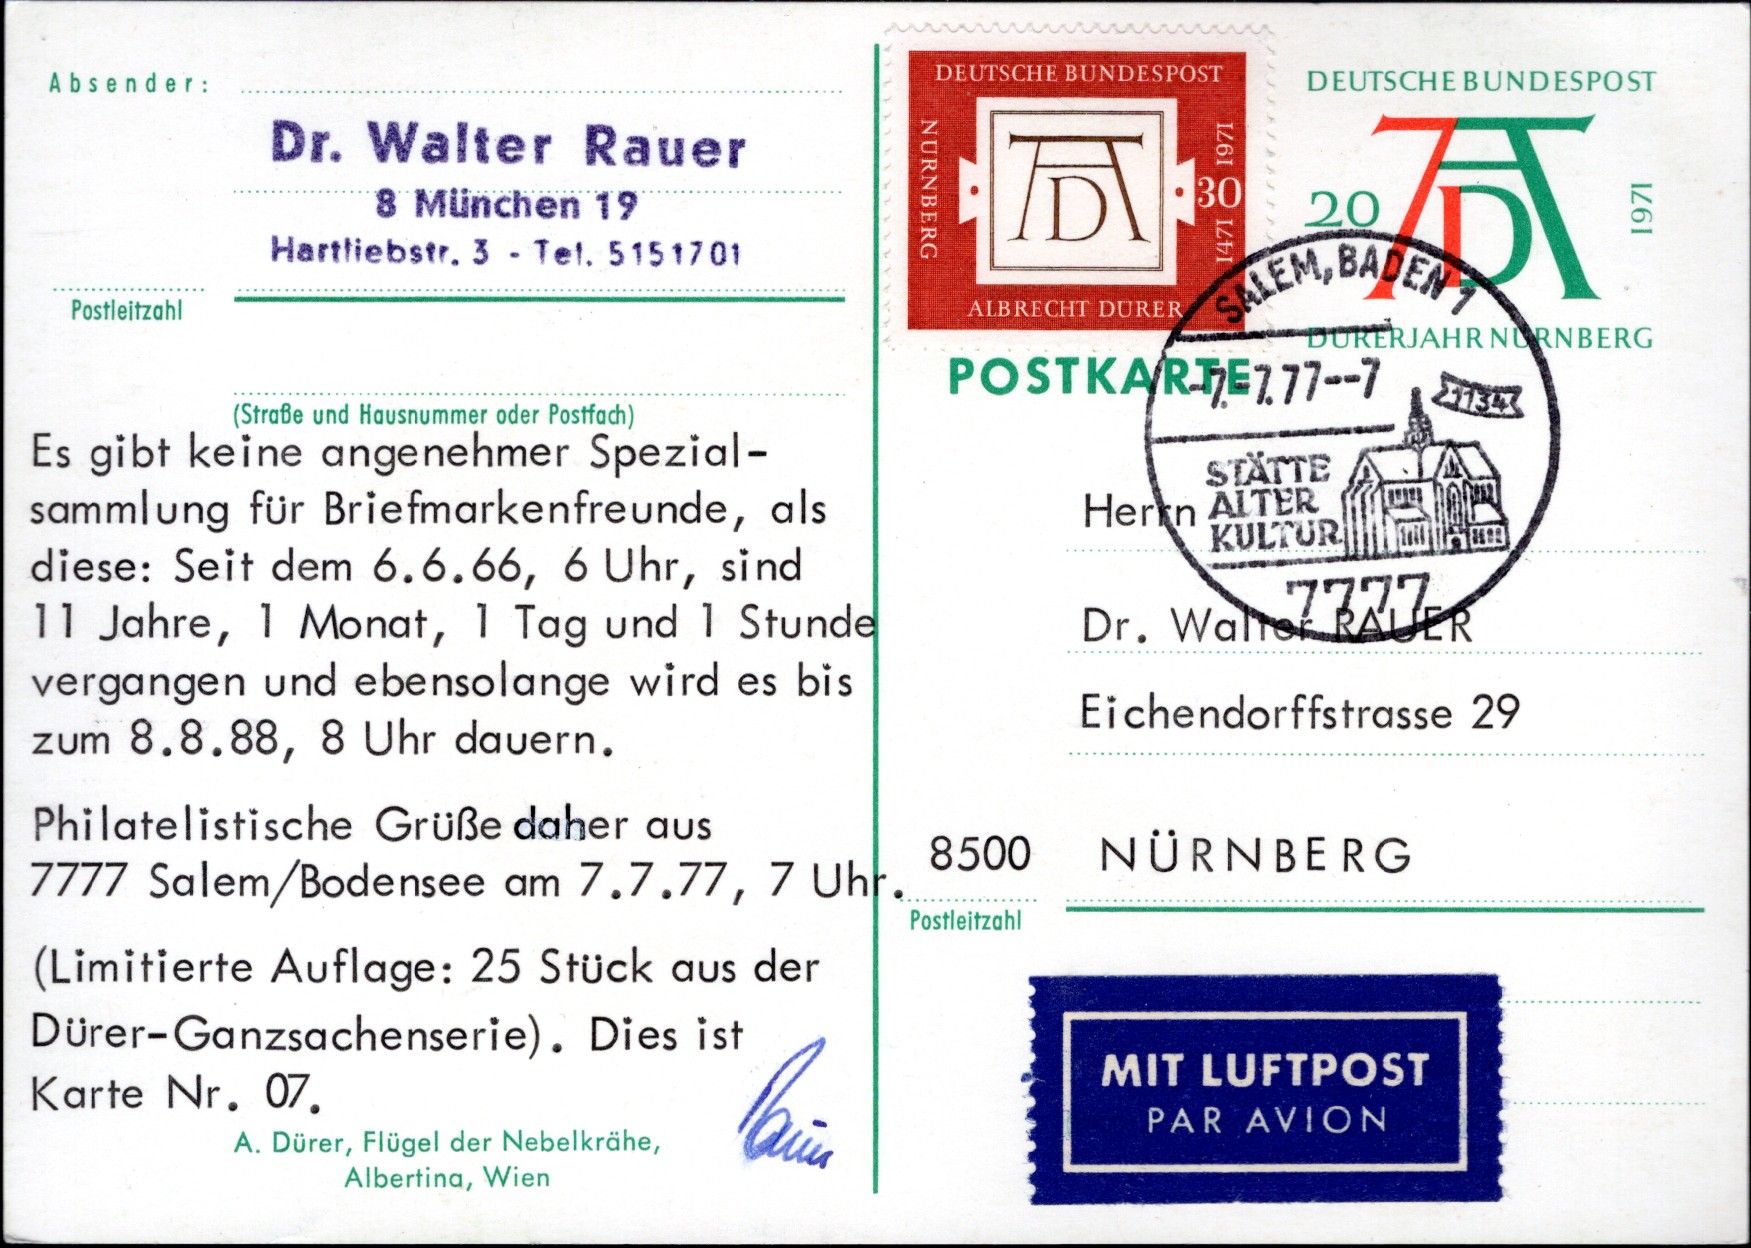 Absender:
Dr. Walter Rauer
8 München 19
Hartliebstr. 3 - Tel. 5151701
Postleitzahl
(Straße und Hausnummer oder Postfach)
Es gibt keine angenehmer Spezial-
sammlung für Briefmarkenfreunde, als
diese: Seit dem 6.6.66, 6 Uhr, sind
11 Jahre, 1 Monat, 1 Tag und 1 Stunde
vergangen und ebensolange wird es bis
zum 8.8.88, 8 Uhr dauern.
Philatelistische Grüße daher aus
7777 Salem/Bodensee am 7.7.77, 7 Uhr.
(Limitierte Auflage: 25 Stück aus der
Dürer-Ganzsachenserie). Dies ist
Karte Nr. 07.
Rauer
A. Dürer, Flügel der Nebelkrähe,
Albertina, Wien
DEUTSCHE BUNDESPOST
NÜRNBERG
AD
1471 1971
30
ALBRECHT DÜRER
DEUTSCHE BUNDESPOST
20
AD
1971
DÜRERJAHR NÜRNBERG
POSTKARTE
SALEM, BADEN 1
-7.-7.77--7
1134
STÄTTE
ALTER
KULTUR
7777
Herrn
Dr. Walter RAUER
Eichendorffstrasse 29
8500 NÜRNBERG
Postleitzahl
MIT LUFTPOST
PAR AVION